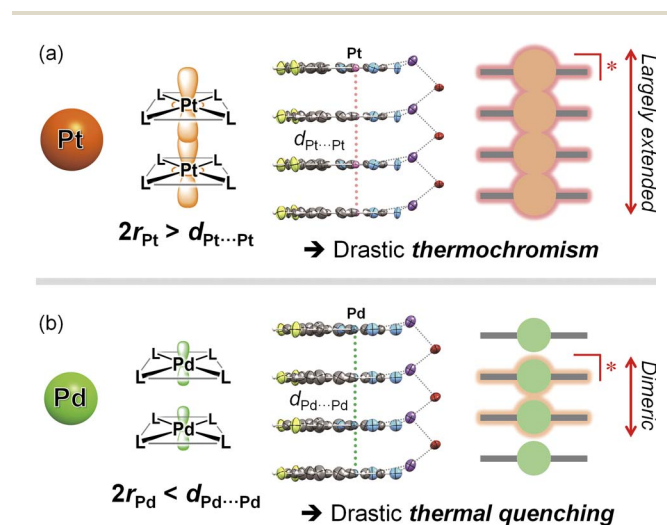 (a)
Pt
L L
Pt
L L
L L
Pt
L L
2rPt > dPt···Pt
Pt
dPt···Pt
*
Largely extended
➔ Drastic thermochromism
(b)
Pd
L L
Pd
L L
L L
Pd
L L
2rPd < dPd···Pd
Pd
dPd···Pd
*
Dimeric
➔ Drastic thermal quenching